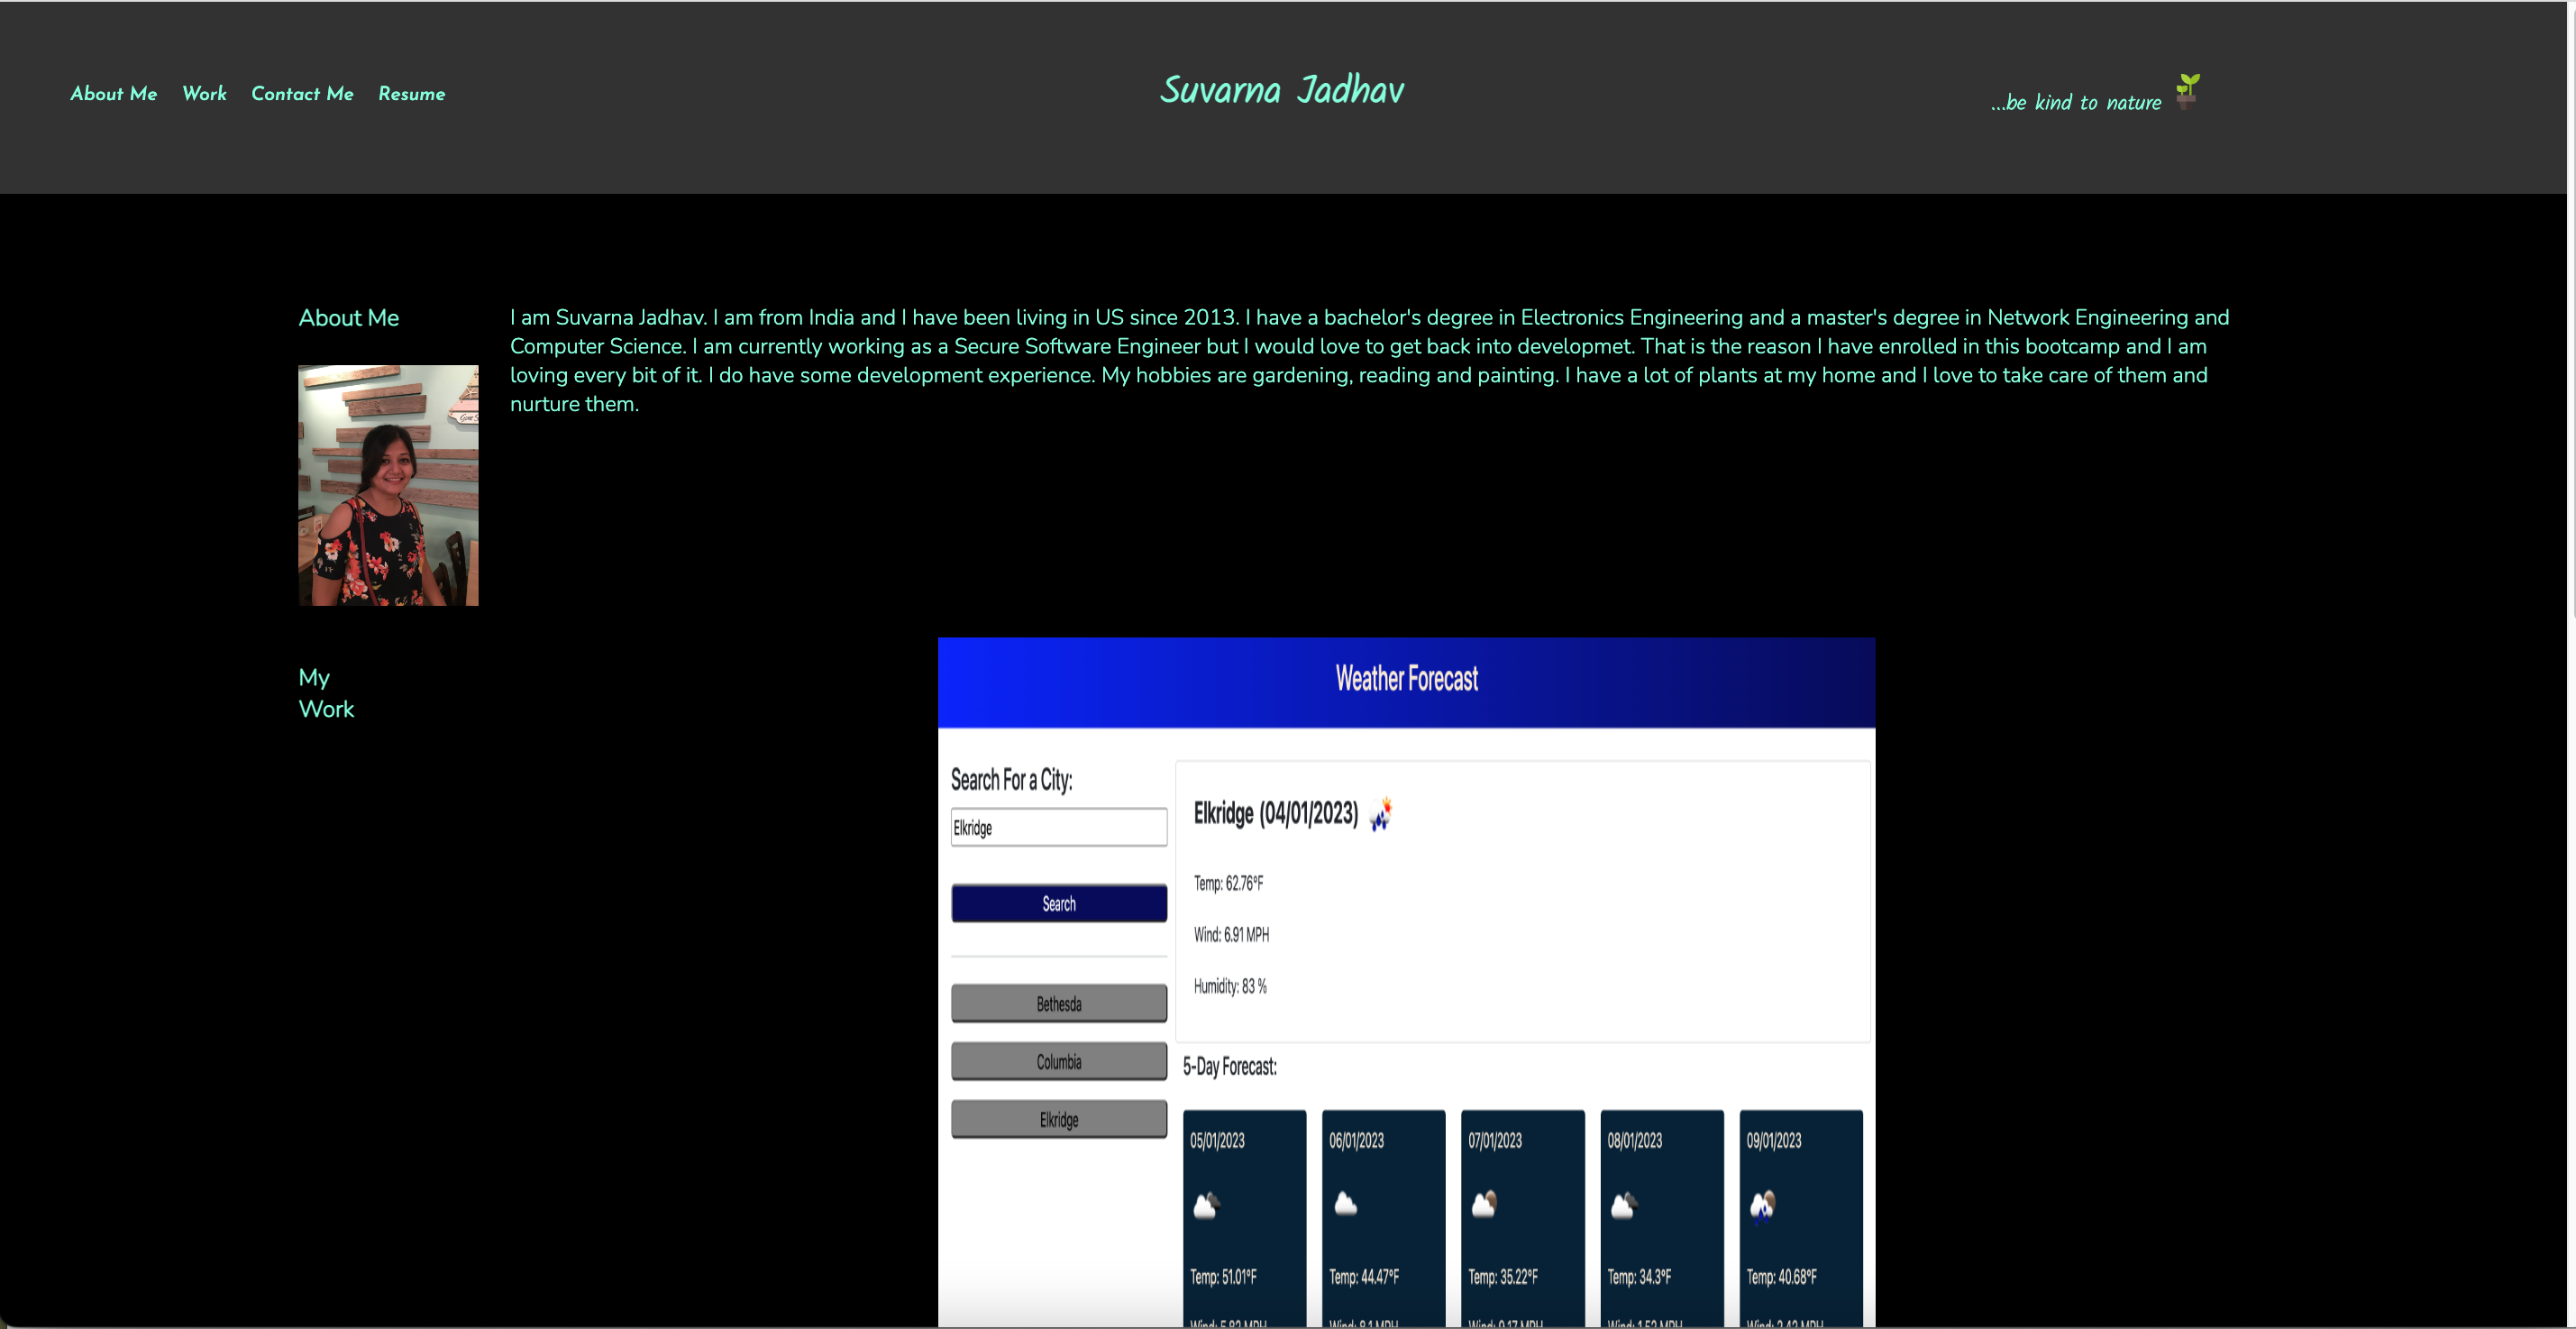 About Me Work Contact Me Resume
Suvarna Jadhav
...be kind to nature
About Me
I am Suvarna Jadhav. I am from India and I have been living in US since 2013. I have a bachelor's degree in Electronics Engineering and a master's degree in Network Engineering and
Computer Science. I am currently working as a Secure Software Engineer but I would love to get back into developmet. That is the reason I have enrolled in this bootcamp and I am
loving every bit of it. I do have some development experience. My hobbies are gardening, reading and painting. I have a lot of plants at my home and I love to take care of them and
nurture them.
My
Work
Weather Forecast
Search For a City:
Elkridge
Search
Bethesda
Columbia
Elkridge
Elkridge (04/01/2023)
Temp: 62.76°F
Wind: 6.91 MPH
Humidity: 83 %
5-Day Forecast:
05/01/2023 06/01/2023 07/01/2023 08/01/2023 09/01/2023
Temp: 51.01°F Temp: 44.47°F Temp: 35.22°F Temp: 34.3°F Temp: 40.68°F